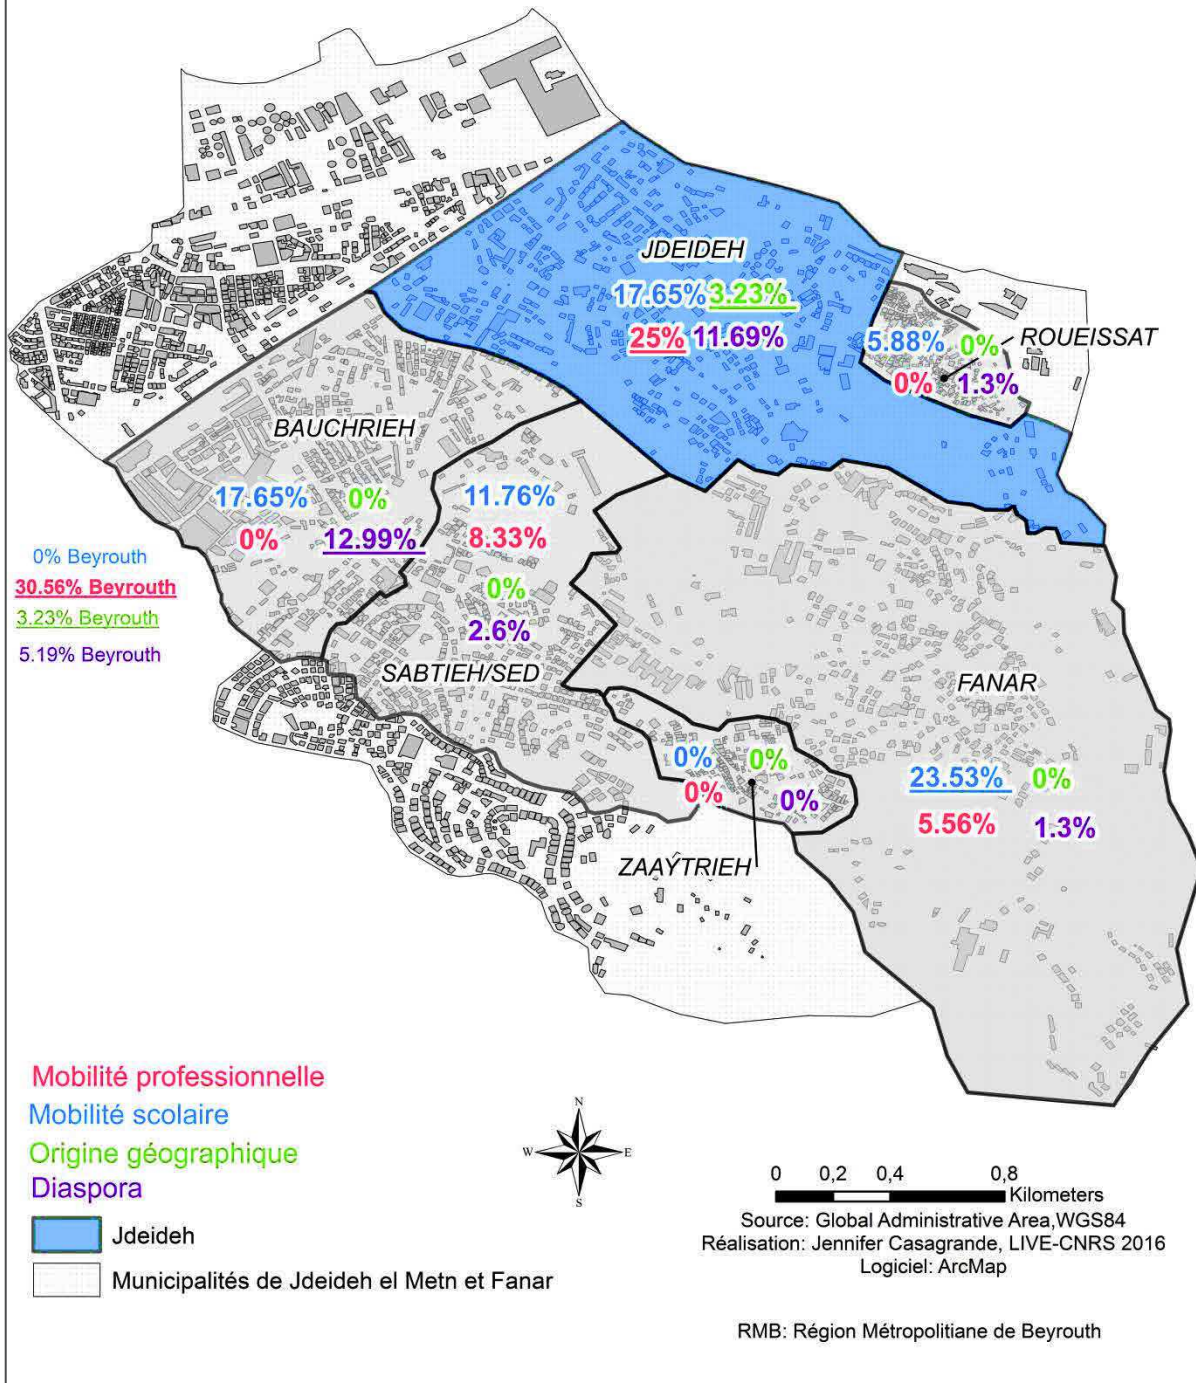 JDEIDEH
17.65% 3.23%
25% 11.69%
ROUEISSAT
5.88% 0%
0% 1.3%
BAUCHRIEH
17.65% 0%
0% 12.99%
11.76%
8.33%
0%
2.6%
SABTIEH/SED
0% Beyrouth
30.56% Beyrouth
3.23% Beyrouth
5.19% Beyrouth
FANAR
23.53% 0%
5.56% 1.3%
0% 0%
0% 0%
ZAAÝTRIEH
Mobilité professionnelle
Mobilité scolaire
Origine géographique
Diaspora
Jdeideh
Municipalités de Jdeideh el Metn et Fanar
N
W E
S
0 0,2 0,4 0,8
Kilometers
Source: Global Administrative Area,WGS84
Réalisation: Jennifer Casagrande, LIVE-CNRS 2016
Logiciel: ArcMap
RMB: Région Métropolitiane de Beyrouth